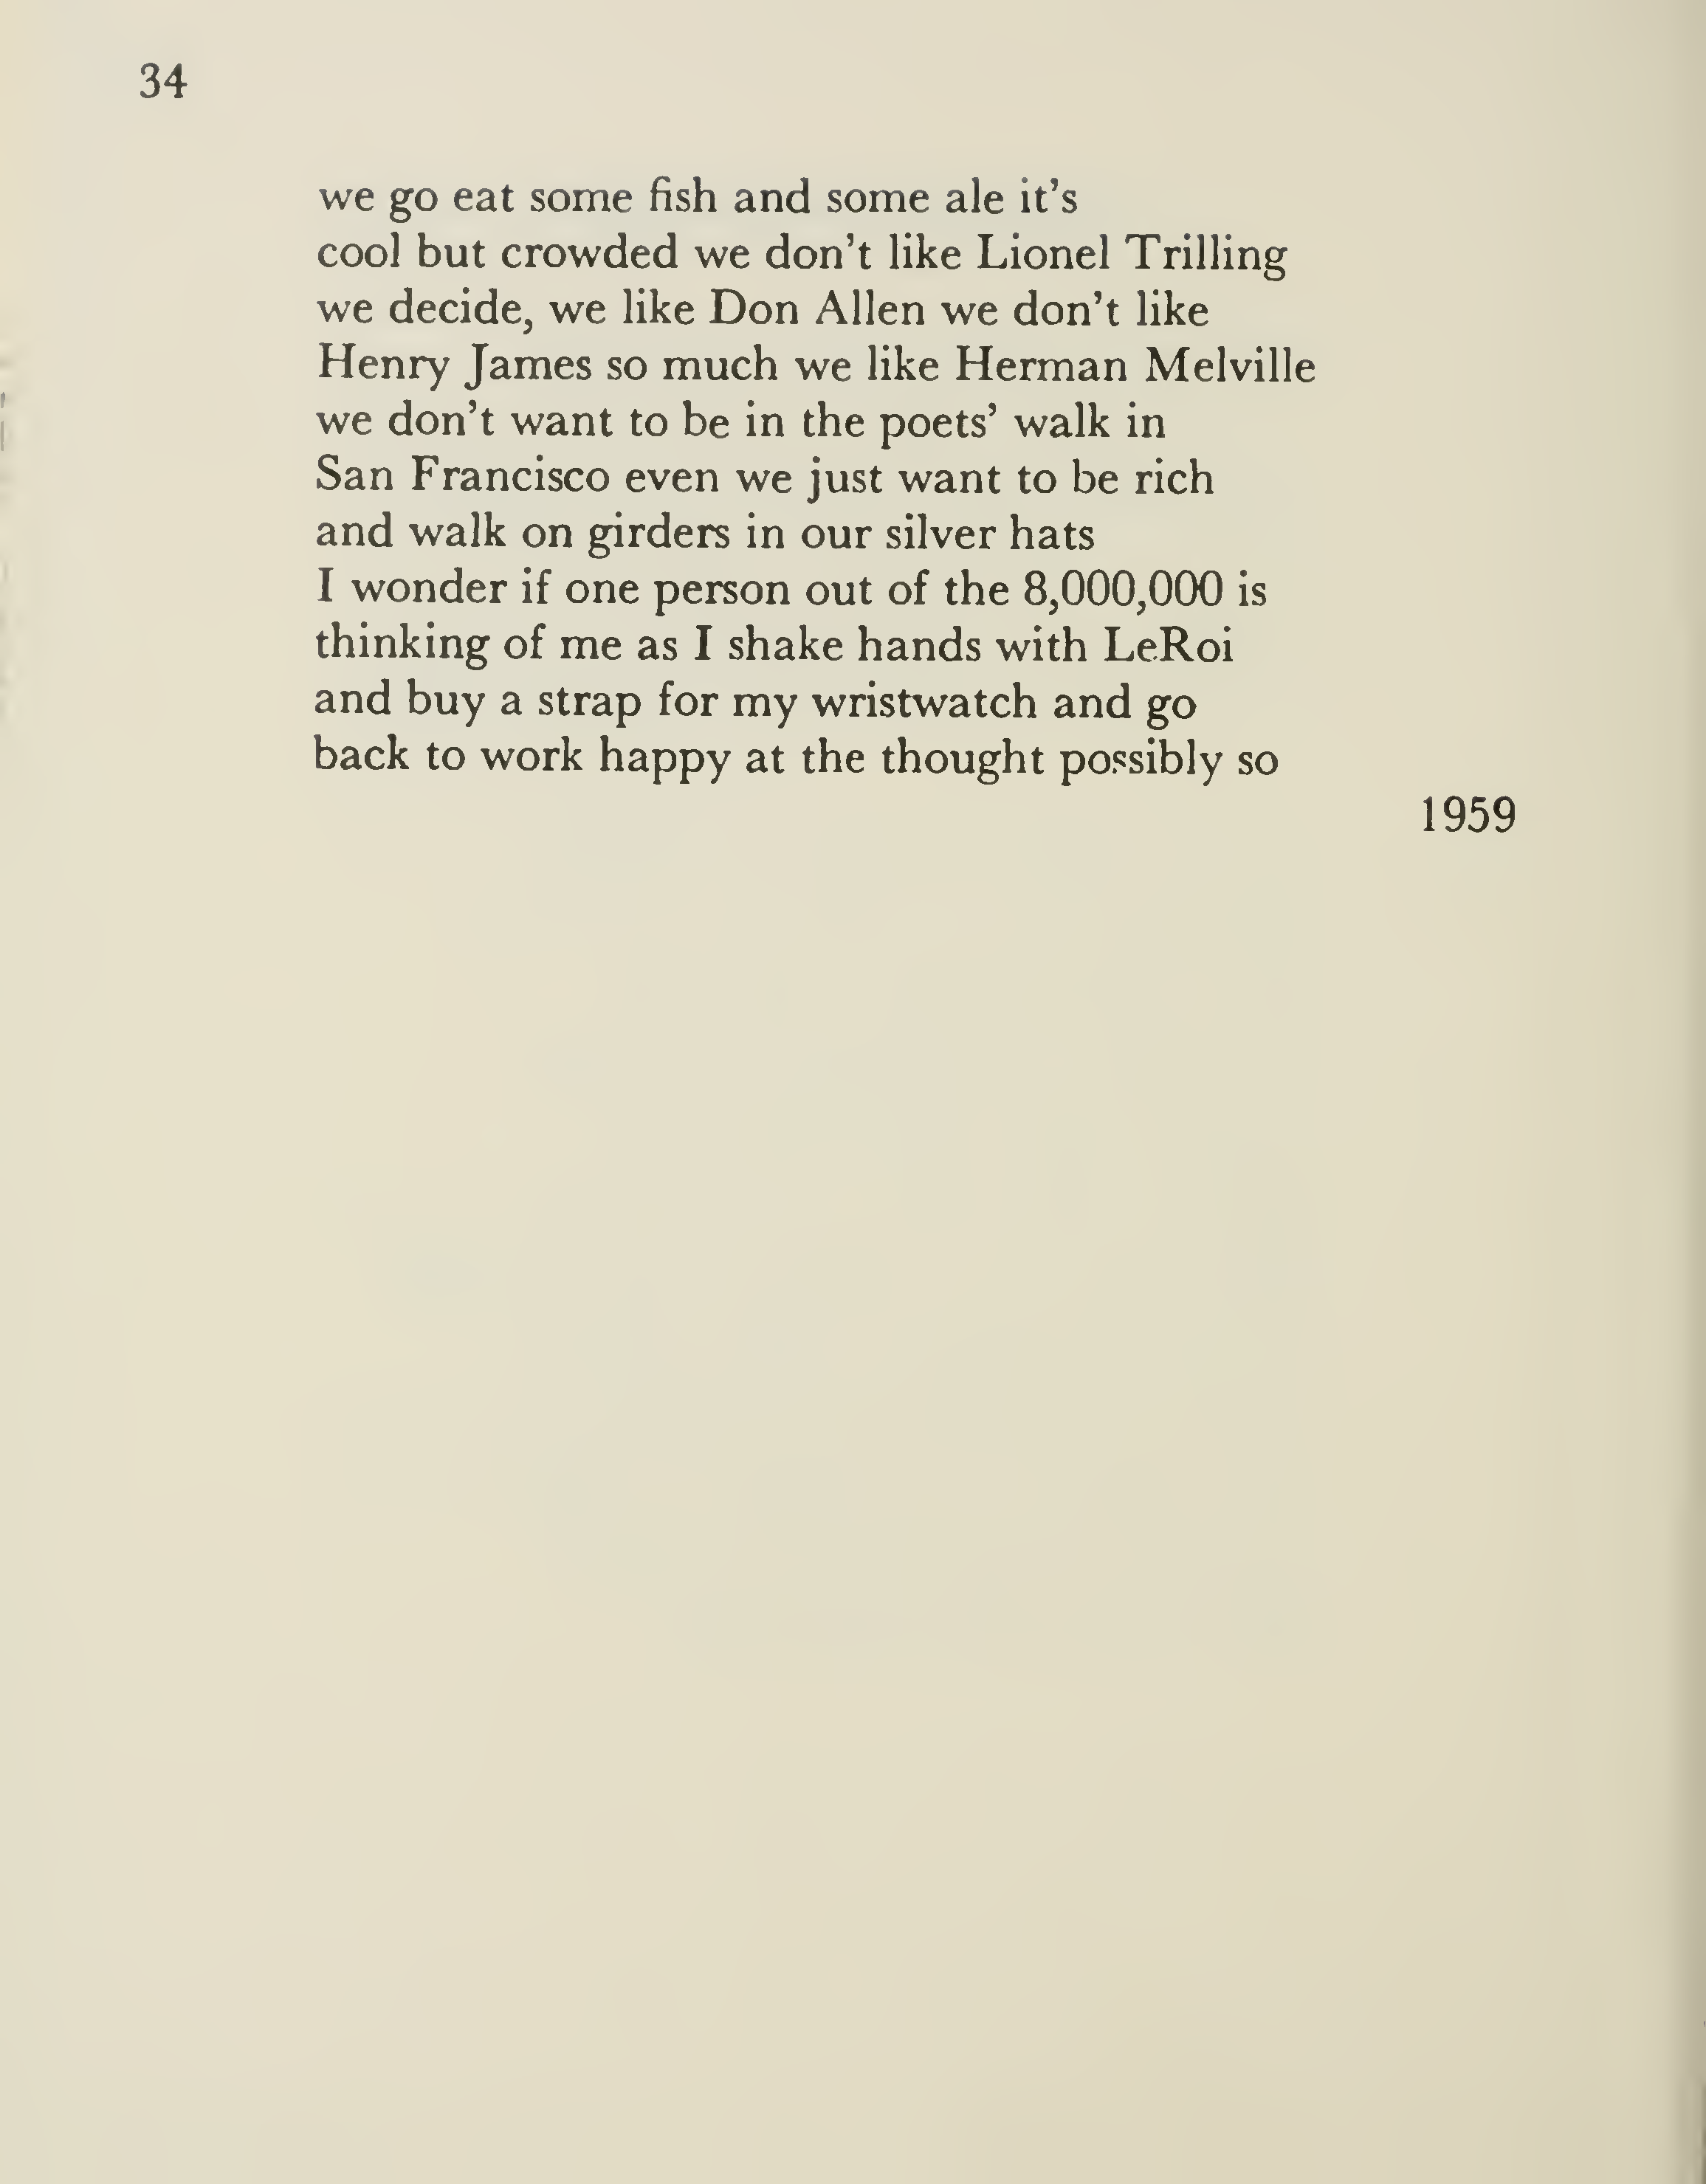 34
we go eat some fish and some ale it's
cool but crowded we don't like Lionel Trilling
we decide, we like Don Allen we don't like
Henry James so much we like Herman Melville
we don't want to be in the poets' walk in
San Francisco even we just want to be rich
and walk on girders in our silver hats
I wonder if one person out of the 8,000,000 is
thinking of me as I shake hands with LeRoi
and buy a strap for my wristwatch and go
back to work happy at the thought possibly so
1959